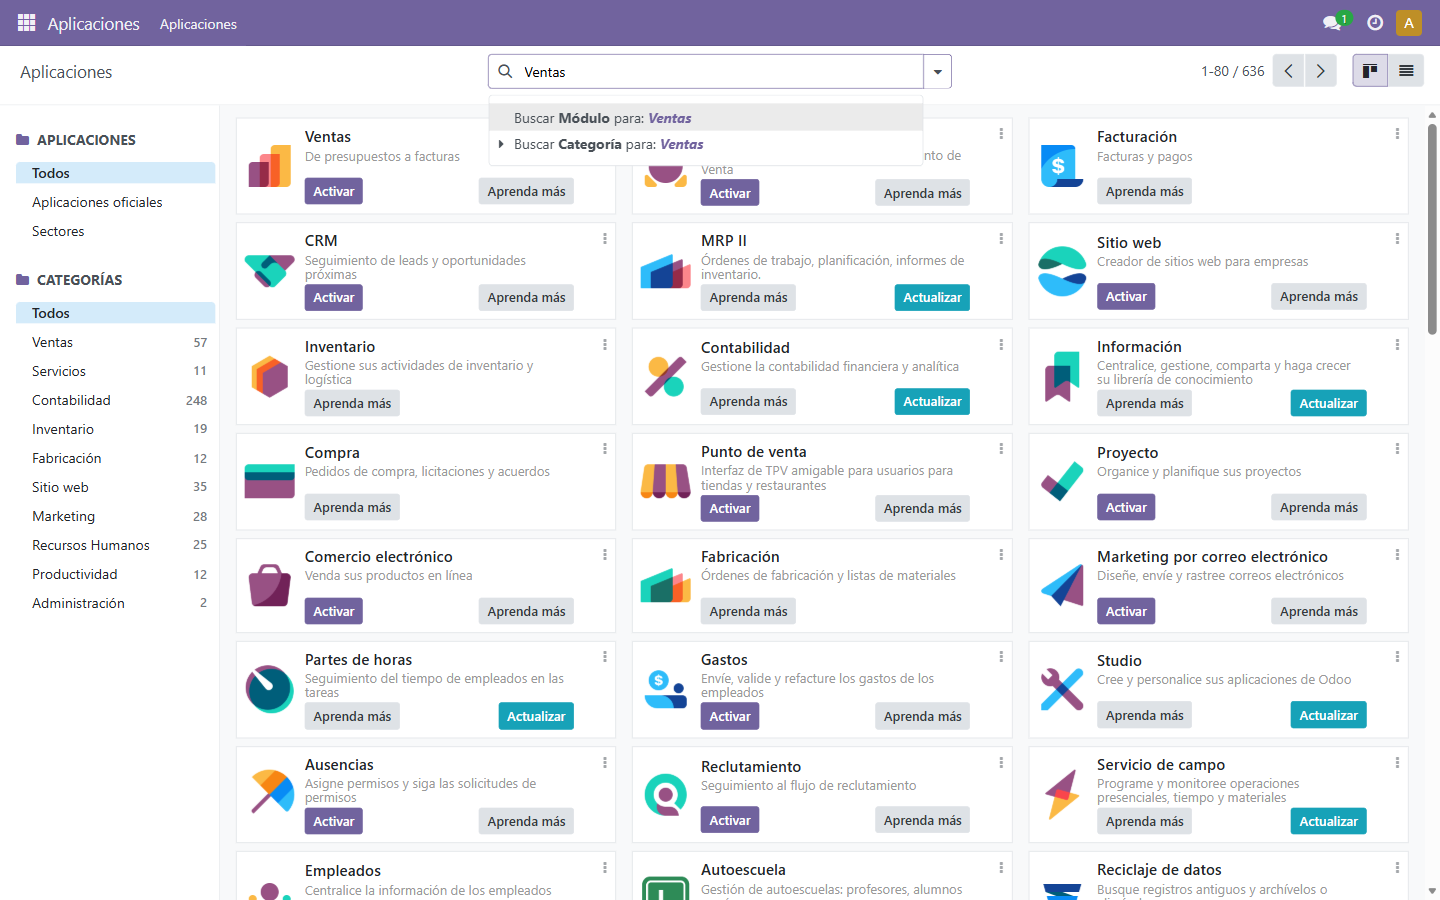 Aplicaciones
Aplicaciones
1
A
Aplicaciones
Ventas
1-80 / 636
Buscar Módulo para: Ventas
Buscar Categoría para: Ventas
APLICACIONES
Todos
Aplicaciones oficiales
Sectores
CATEGORÍAS
Todos
Ventas 57
Servicios 11
Contabilidad 248
Inventario 19
Fabricación 12
Sitio web 35
Marketing 28
Recursos Humanos 25
Productividad 12
Administración 2
Ventas
De presupuestos a facturas
Activar
Aprenda más
nto de
Venta
Activar
Aprenda más
Facturación
Facturas y pagos
Aprenda más
CRM
Seguimiento de leads y oportunidades
próximas
Activar
Aprenda más
MRP II
Órdenes de trabajo, planificación, informes de
inventario.
Aprenda más
Actualizar
Sitio web
Creador de sitios web para empresas
Activar
Aprenda más
Inventario
Gestione sus actividades de inventario y
logística
Aprenda más
Contabilidad
Gestione la contabilidad financiera y analítica
Aprenda más
Actualizar
Información
Centralice, gestione, comparta y haga crecer
su librería de conocimiento
Aprenda más
Actualizar
Compra
Pedidos de compra, licitaciones y acuerdos
Aprenda más
Punto de venta
Interfaz de TPV amigable para usuarios para
tiendas y restaurantes
Activar
Aprenda más
Proyecto
Organice y planifique sus proyectos
Activar
Aprenda más
Comercio electrónico
Venda sus productos en línea
Activar
Aprenda más
Fabricación
Órdenes de fabricación y listas de materiales
Aprenda más
Marketing por correo electrónico
Diseñe, envíe y rastree correos electrónicos
Activar
Aprenda más
Partes de horas
Seguimiento del tiempo de empleados en las
tareas
Aprenda más
Actualizar
Gastos
Envíe, valide y refacture los gastos de los
empleados
Activar
Aprenda más
Studio
Cree y personalice sus aplicaciones de Odoo
Aprenda más
Actualizar
Ausencias
Asigne permisos y siga las solicitudes de
permisos
Activar
Aprenda más
Reclutamiento
Seguimiento al flujo de reclutamiento
Activar
Aprenda más
Servicio de campo
Programe y monitoree operaciones
presenciales, tiempo y materiales
Aprenda más
Actualizar
Empleados
Centralice la información de los empleados
Autoescuela
Gestión de autoescuelas: profesores, alumnos
Reciclaje de datos
Busque registros antiguos y archívelos o